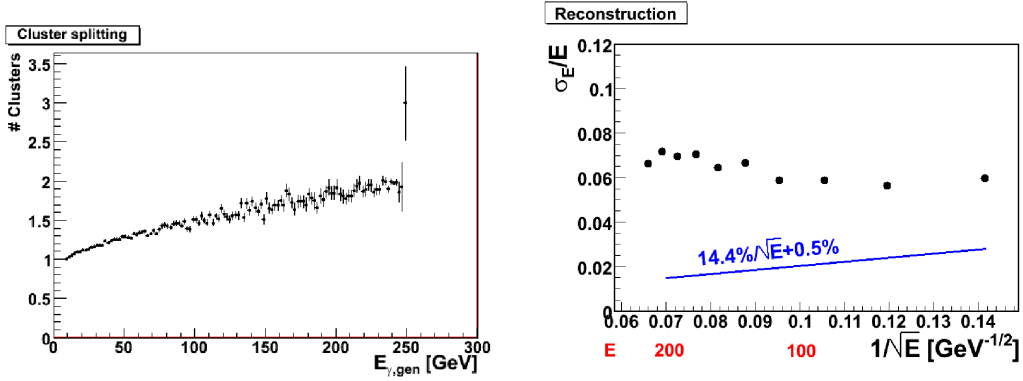 Cluster splitting
# Clusters
3.5
3
2.5
2
1.5
1
0.5
0
0 50 100 150 200 250 300
Eγ,gen [GeV]
Reconstruction
σE/E
0.12
0.1
0.08
0.06
0.04
0.02
0
14.4%/√E+0.5%
0.06 0.07 0.08 0.09 0.1 0.11 0.12 0.13 0.14
E 200 100 1/√E [GeV-1/2]